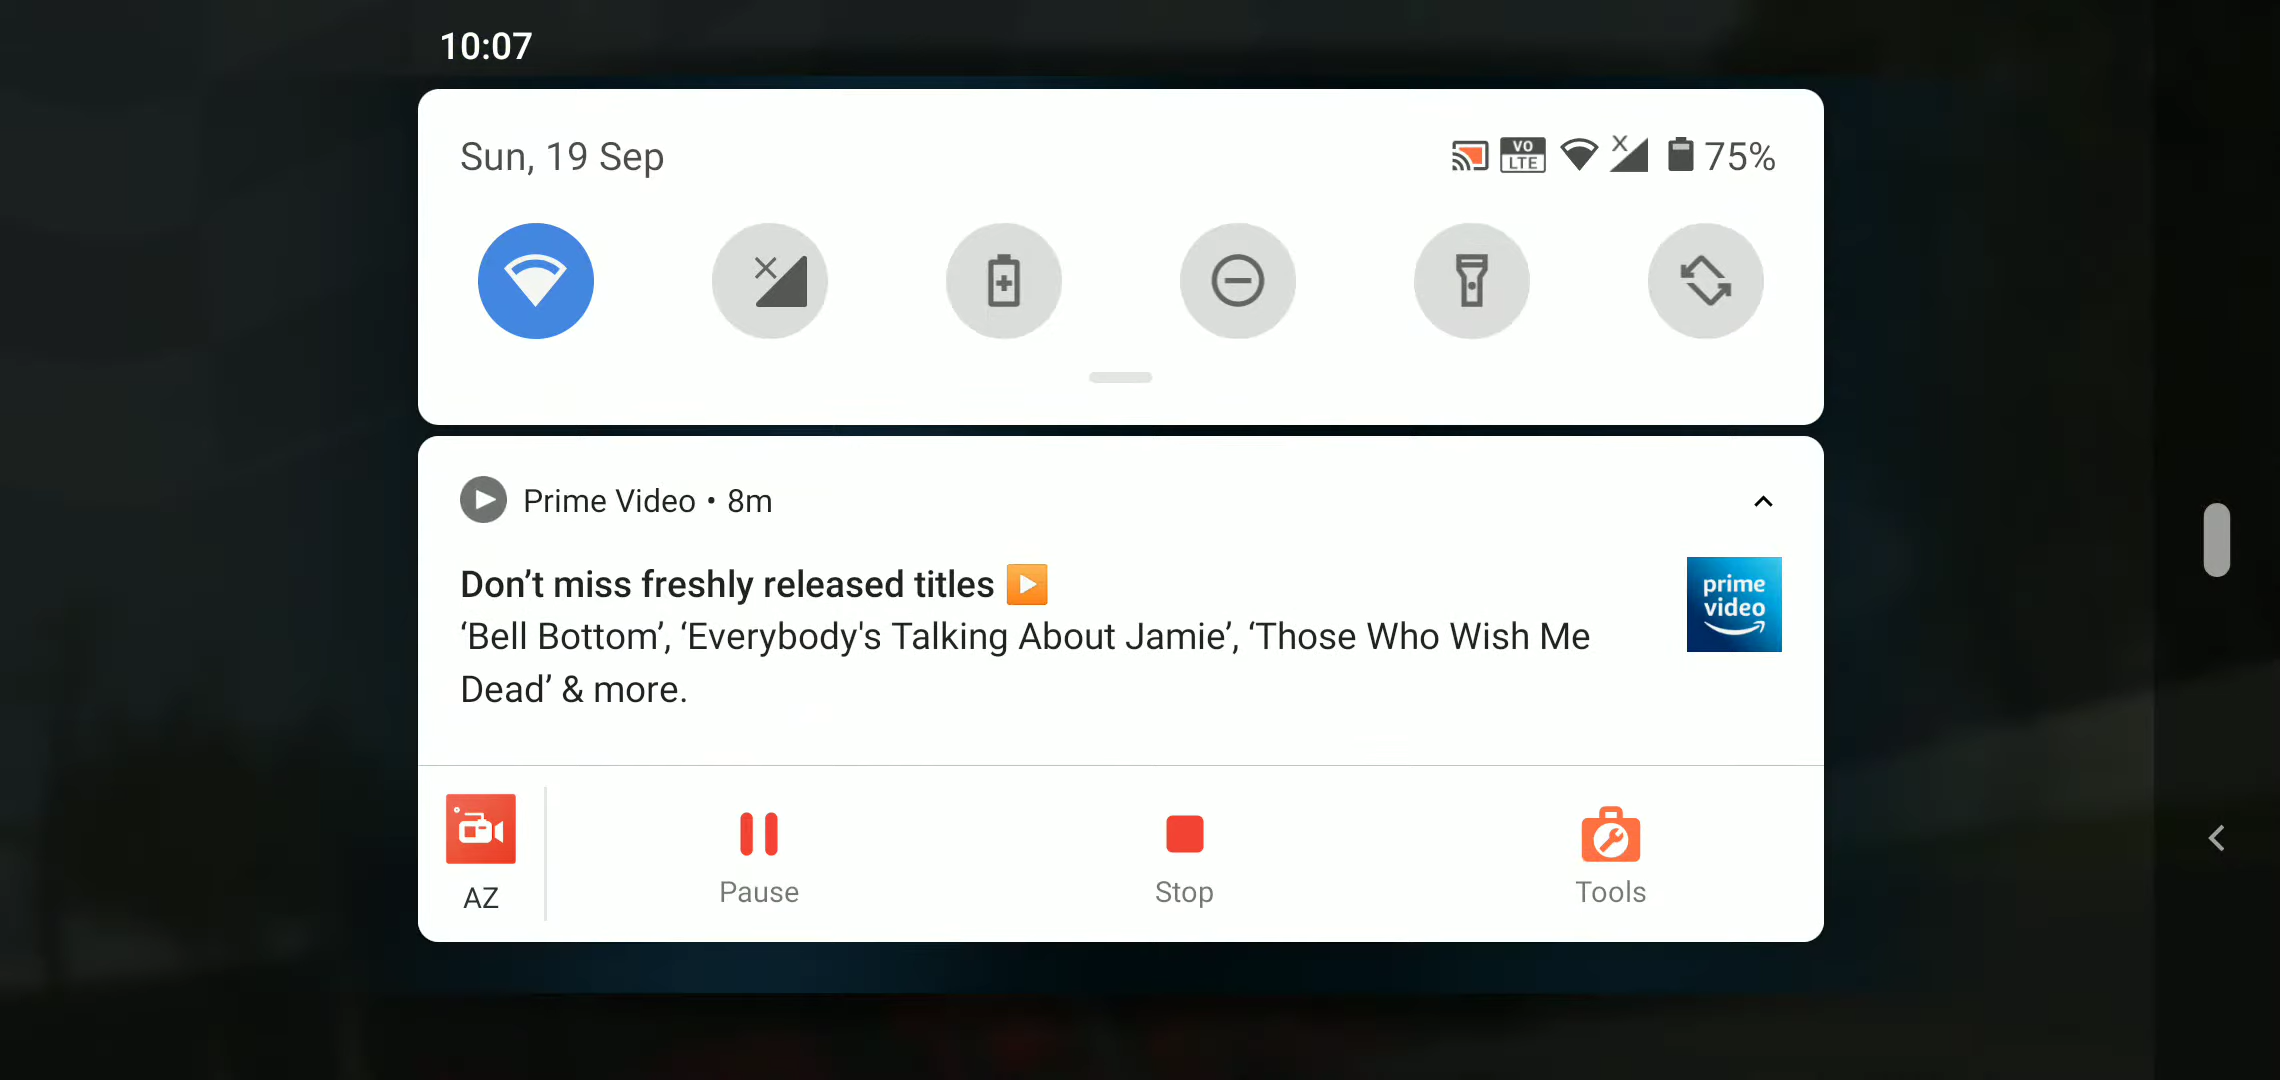 10:07
Sun, 19 Sep
VO
LTE
X
75%
Prime Video • 8m
Don’t miss freshly released titles ▶️
‘Bell Bottom’, ‘Everybody's Talking About Jamie’, ‘Those Who Wish Me
Dead’ & more.
prime
video
AZ
Pause
Stop
Tools